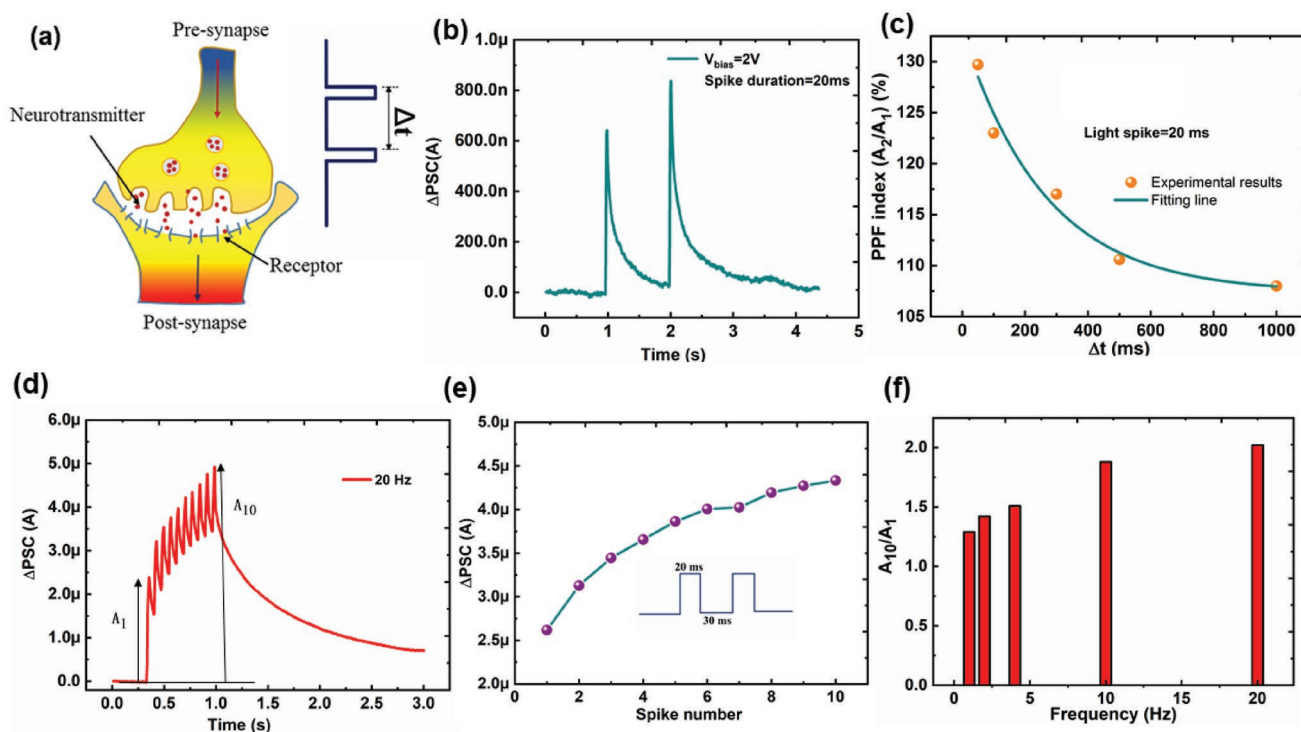 (a)
Pre-synapse
Neurotransmitter
Δt
Receptor
Post-synapse
(b)
1.0μ
800.0n
600.0n
400.0n
200.0n
0.0
ΔPSC(A)
V_bias=2V
Spike duration=20ms
0 1 2 3 4 5
Time (s)
(c)
130
125
120
115
110
105
PPF index (A₂/A₁) (%)
Light spike=20 ms
Experimental results
Fitting line
0 200 400 600 800 1000
Δt (ms)
(d)
6.0μ
5.0μ
4.0μ
3.0μ
2.0μ
1.0μ
0.0
ΔPSC (A)
20 Hz
A₁₀
A₁
0.0 0.5 1.0 1.5 2.0 2.5 3.0
Time (s)
(e)
5.0μ
4.5μ
4.0μ
3.5μ
3.0μ
2.5μ
2.0μ
ΔPSC (A)
20 ms
30 ms
0 2 4 6 8 10
Spike number
(f)
2.0
1.5
1.0
0.5
0.0
A₁₀/A₁
0 5 10 15 20
Frequency (Hz)